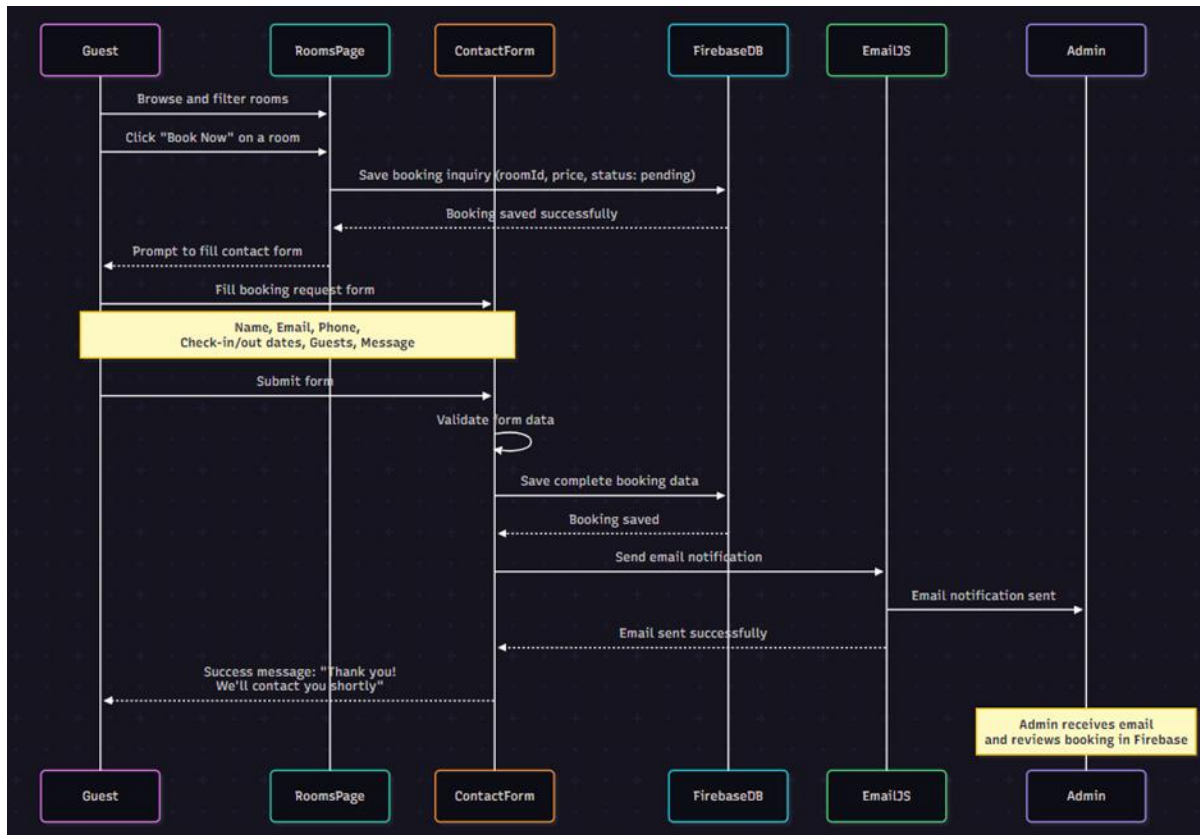 Guest
RoomsPage
ContactForm
FirebaseDB
EmailJS
Admin
Browse and filter rooms
Click "Book Now" on a room
Save booking inquiry (roomId, price, status: pending)
Booking saved successfully
Prompt to fill contact form
Fill booking request form
Name, Email, Phone,
Check-in/out dates, Guests, Message
Submit form
Validate form data
Save complete booking data
Booking saved
Send email notification
Email notification sent
Email sent successfully
Success message: "Thank you!
We'll contact you shortly"
Admin receives email
and reviews booking in Firebase
Guest
RoomsPage
ContactForm
FirebaseDB
EmailJS
Admin